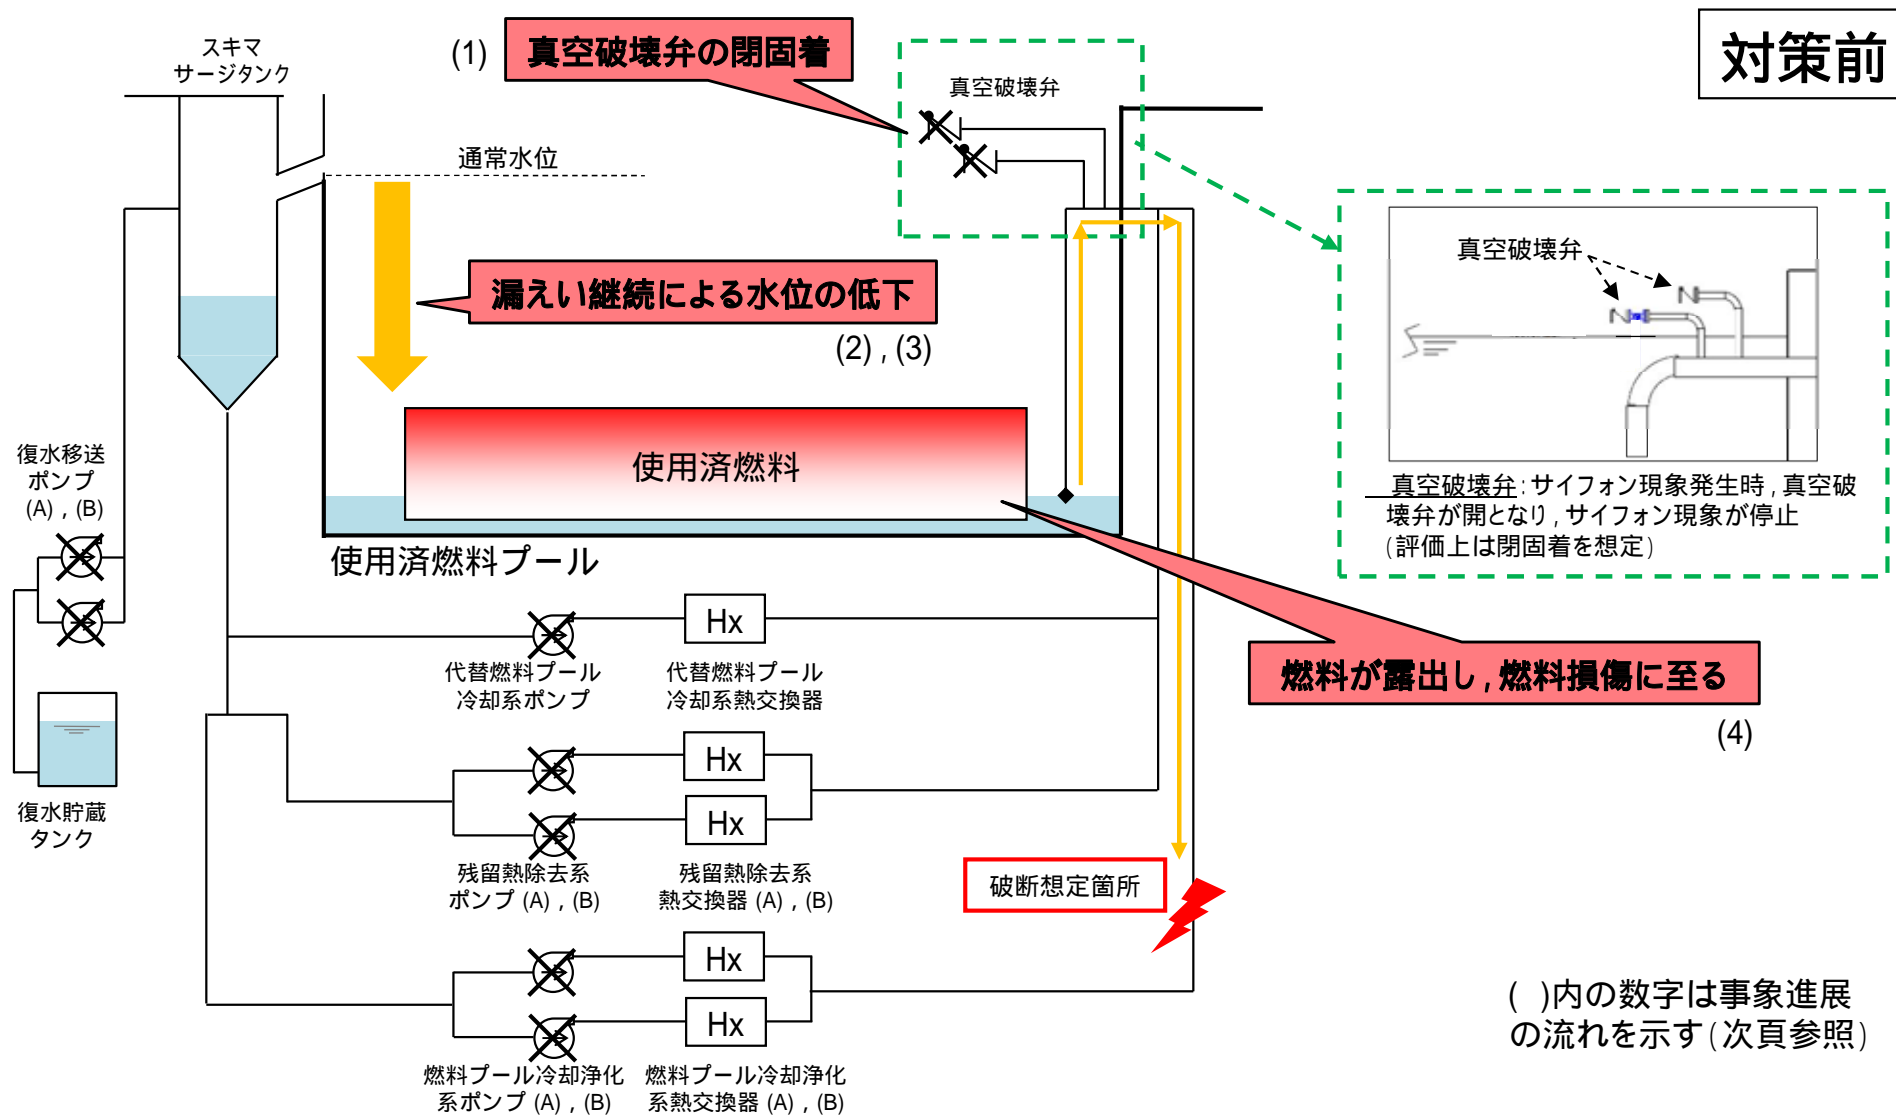 対策前
スキマ
サージタンク
(1)
真空破壊弁の閉固着
真空破壊弁
通常水位
漏えい継続による水位の低下
(2) , (3)
真空破壊弁
真空破壊弁：サイフォン現象発生時，真空破
壊弁が開となり，サイフォン現象が停止
(評価上は閉固着を想定)
使用済燃料
使用済燃料プール
復水移送
ポンプ
(A) , (B)
復水貯蔵
タンク
Hx
代替燃料プール
冷却系ポンプ
代替燃料プール
冷却系熱交換器
燃料が露出し，燃料損傷に至る
(4)
Hx
Hx
残留熱除去系
ポンプ (A) , (B)
残留熱除去系
熱交換器 (A) , (B)
破断想定箇所
Hx
Hx
燃料プール冷却浄化
系ポンプ (A) , (B)
燃料プール冷却浄化
系熱交換器 (A) , (B)
( )内の数字は事象進展
の流れを示す(次頁参照)